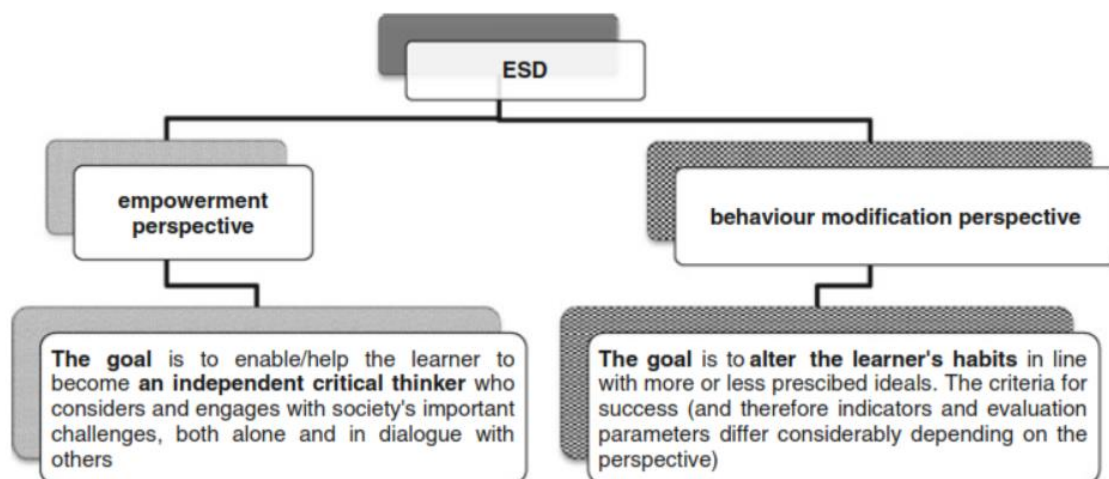 ESD
empowerment
perspective
behaviour modification perspective
The goal is to enable/help the learner to
become an independent critical thinker who
considers and engages with society's important
challenges, both alone and in dialogue with
others
The goal is to alter the learner's habits in line
with more or less prescibed ideals. The criteria for
success (and therefore indicators and evaluation
parameters differ considerably depending on the
perspective)